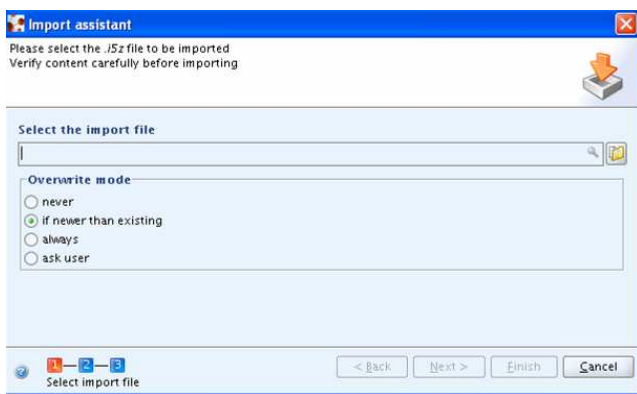 Import assistant
Please select the .i5z file to be imported
Verify content carefully before importing
Select the import file
Overwrite mode
never
if newer than existing
always
ask user
1 2 3
Select import file
< Back Next > Finish Cancel